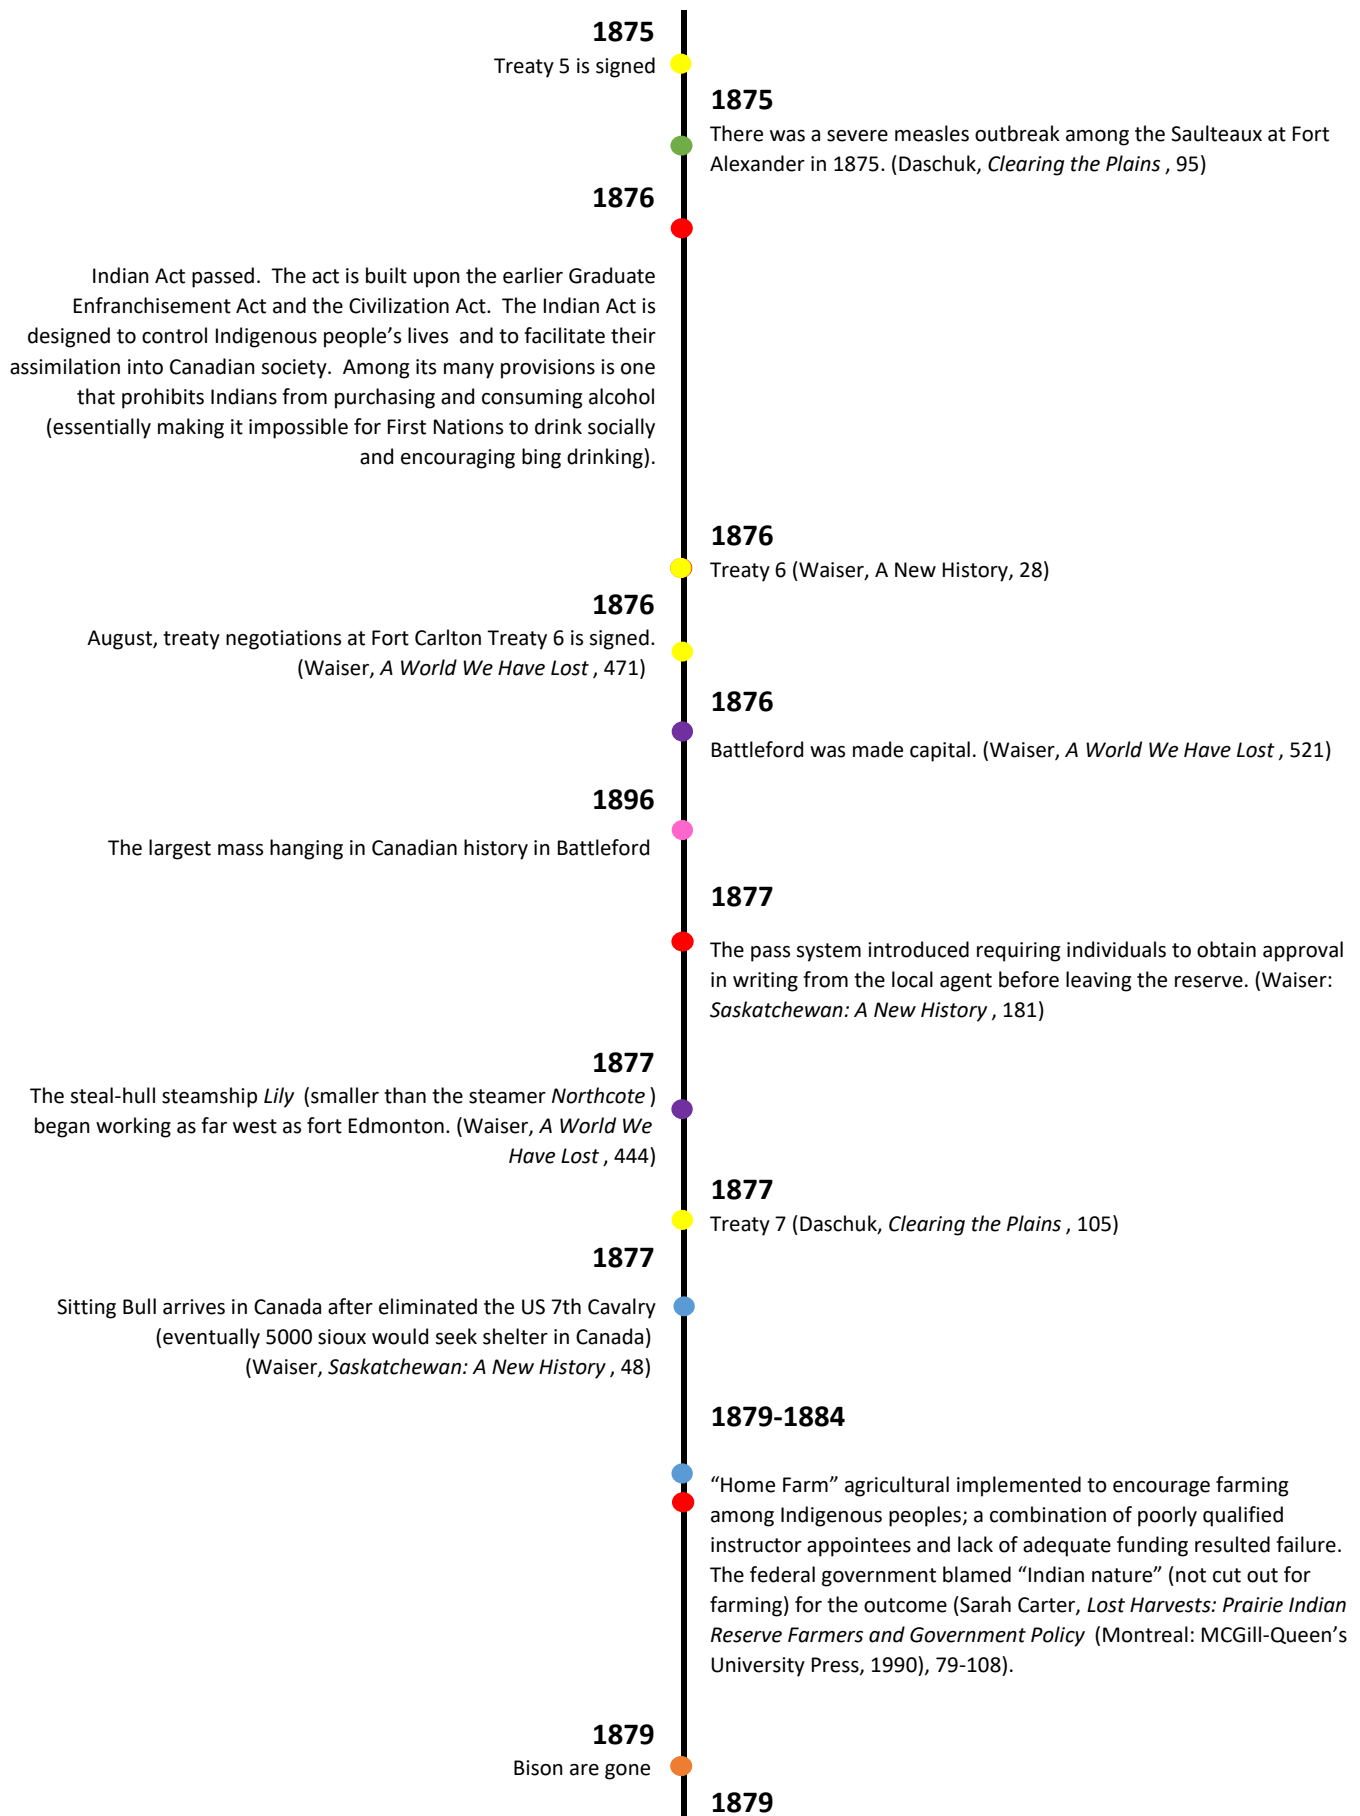 1875
Treaty 5 is signed
1875
There was a severe measles outbreak among the Saulteaux at Fort
Alexander in 1875. (Daschuk, Clearing the Plains , 95)
1876
Indian Act passed.  The act is built upon the earlier Graduate
Enfranchisement Act and the Civilization Act.  The Indian Act is
designed to control Indigenous people’s lives  and to facilitate their
assimilation into Canadian society.  Among its many provisions is one
that prohibits Indians from purchasing and consuming alcohol
(essentially making it impossible for First Nations to drink socially
and encouraging bing drinking).
1876
Treaty 6 (Waiser, A New History, 28)
1876
August, treaty negotiations at Fort Carlton Treaty 6 is signed.
(Waiser, A World We Have Lost , 471)
1876
Battleford was made capital. (Waiser, A World We Have Lost , 521)
1896
The largest mass hanging in Canadian history in Battleford
1877
The pass system introduced requiring individuals to obtain approval
in writing from the local agent before leaving the reserve. (Waiser:
Saskatchewan: A New History , 181)
1877
The steal-hull steamship Lily  (smaller than the steamer Northcote )
began working as far west as fort Edmonton. (Waiser, A World We
Have Lost , 444)
1877
Treaty 7 (Daschuk, Clearing the Plains , 105)
1877
Sitting Bull arrives in Canada after eliminated the US 7th Cavalry
(eventually 5000 sioux would seek shelter in Canada)
(Waiser, Saskatchewan: A New History , 48)
1879-1884
“Home Farm” agricultural implemented to encourage farming
among Indigenous peoples; a combination of poorly qualified
instructor appointees and lack of adequate funding resulted failure.
The federal government blamed “Indian nature” (not cut out for
farming) for the outcome (Sarah Carter, Lost Harvests: Prairie Indian
Reserve Farmers and Government Policy  (Montreal: MCGill-Queen’s
University Press, 1990), 79-108).
1879
Bison are gone
1879